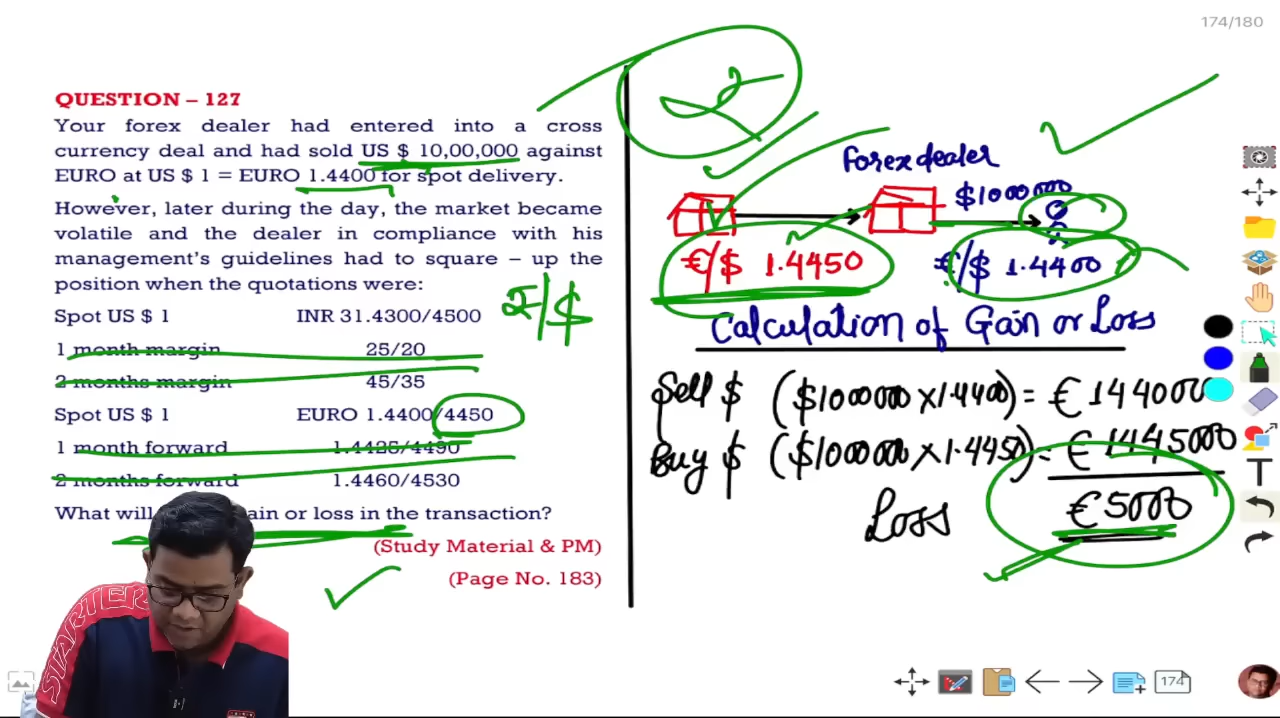 174/180
QUESTION – 127
Your forex dealer had entered into a cross
currency deal and had sold US $ 10,00,000 against
EURO at US $ 1 = EURO 1.4400 for spot delivery.
However, later during the day, the market became
volatile and the dealer in compliance with his
management's guidelines had to square – up the
position when the quotations were:
Spot US $ 1 INR 31.4300/4500
1 month margin 25/20
2 months margin 45/35
Spot US $ 1 EURO 1.4400/4450
1 month forward 1.4425/4490
2 months forward 1.4460/4530
What will ain or loss in the transaction?
(Study Material & PM)
(Page No. 183)
STARTER
Forex dealer
$1000000
€/$ 1.4450
€/$ 1.4400
Calculation of Gain or Loss
Sell $ ($1000000 x 1.4400) = € 1440000
Buy $ ($1000000 x 1.4450) = € 1445000
Loss € 5000
174